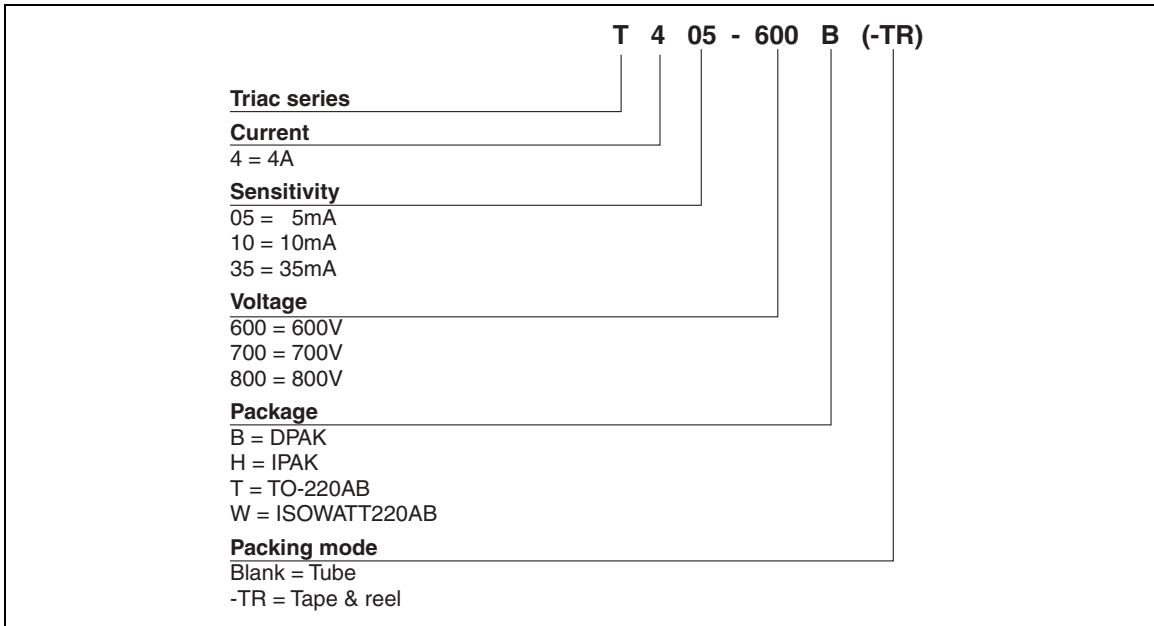 T 4 05 - 600 B (-TR)
Triac series
Current
4 = 4A
Sensitivity
05 = 5mA
10 = 10mA
35 = 35mA
Voltage
600 = 600V
700 = 700V
800 = 800V
Package
B = DPAK
H = IPAK
T = TO-220AB
W = ISOWATT220AB
Packing mode
Blank = Tube
-TR = Tape & reel